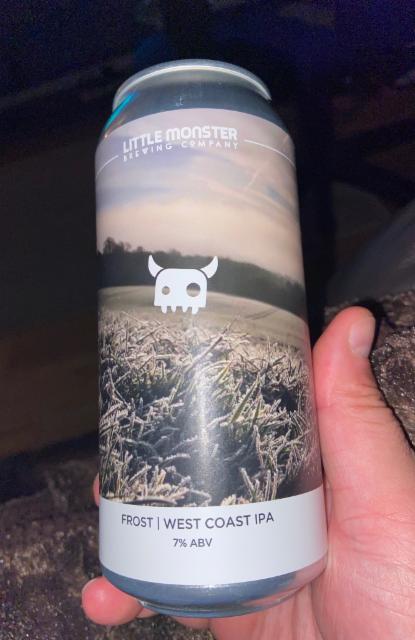 LITTLE MONSTER
BREWING COMPANY
FROST | WEST COAST IPA
7% ABV